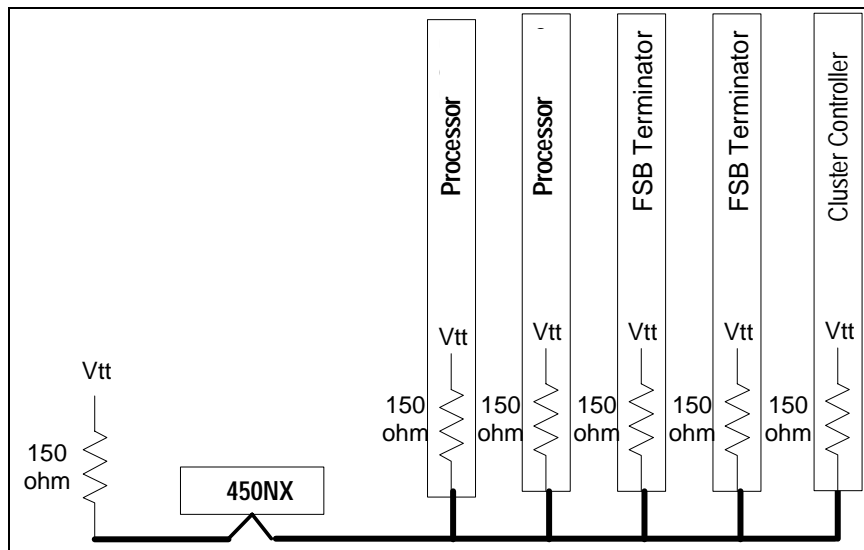 Processor
Processor
FSB Terminator
FSB Terminator
Cluster Controller
Vtt
Vtt
Vtt
Vtt
Vtt
Vtt
150
ohm
150
ohm
150
ohm
150
ohm
150
ohm
150
ohm
450NX